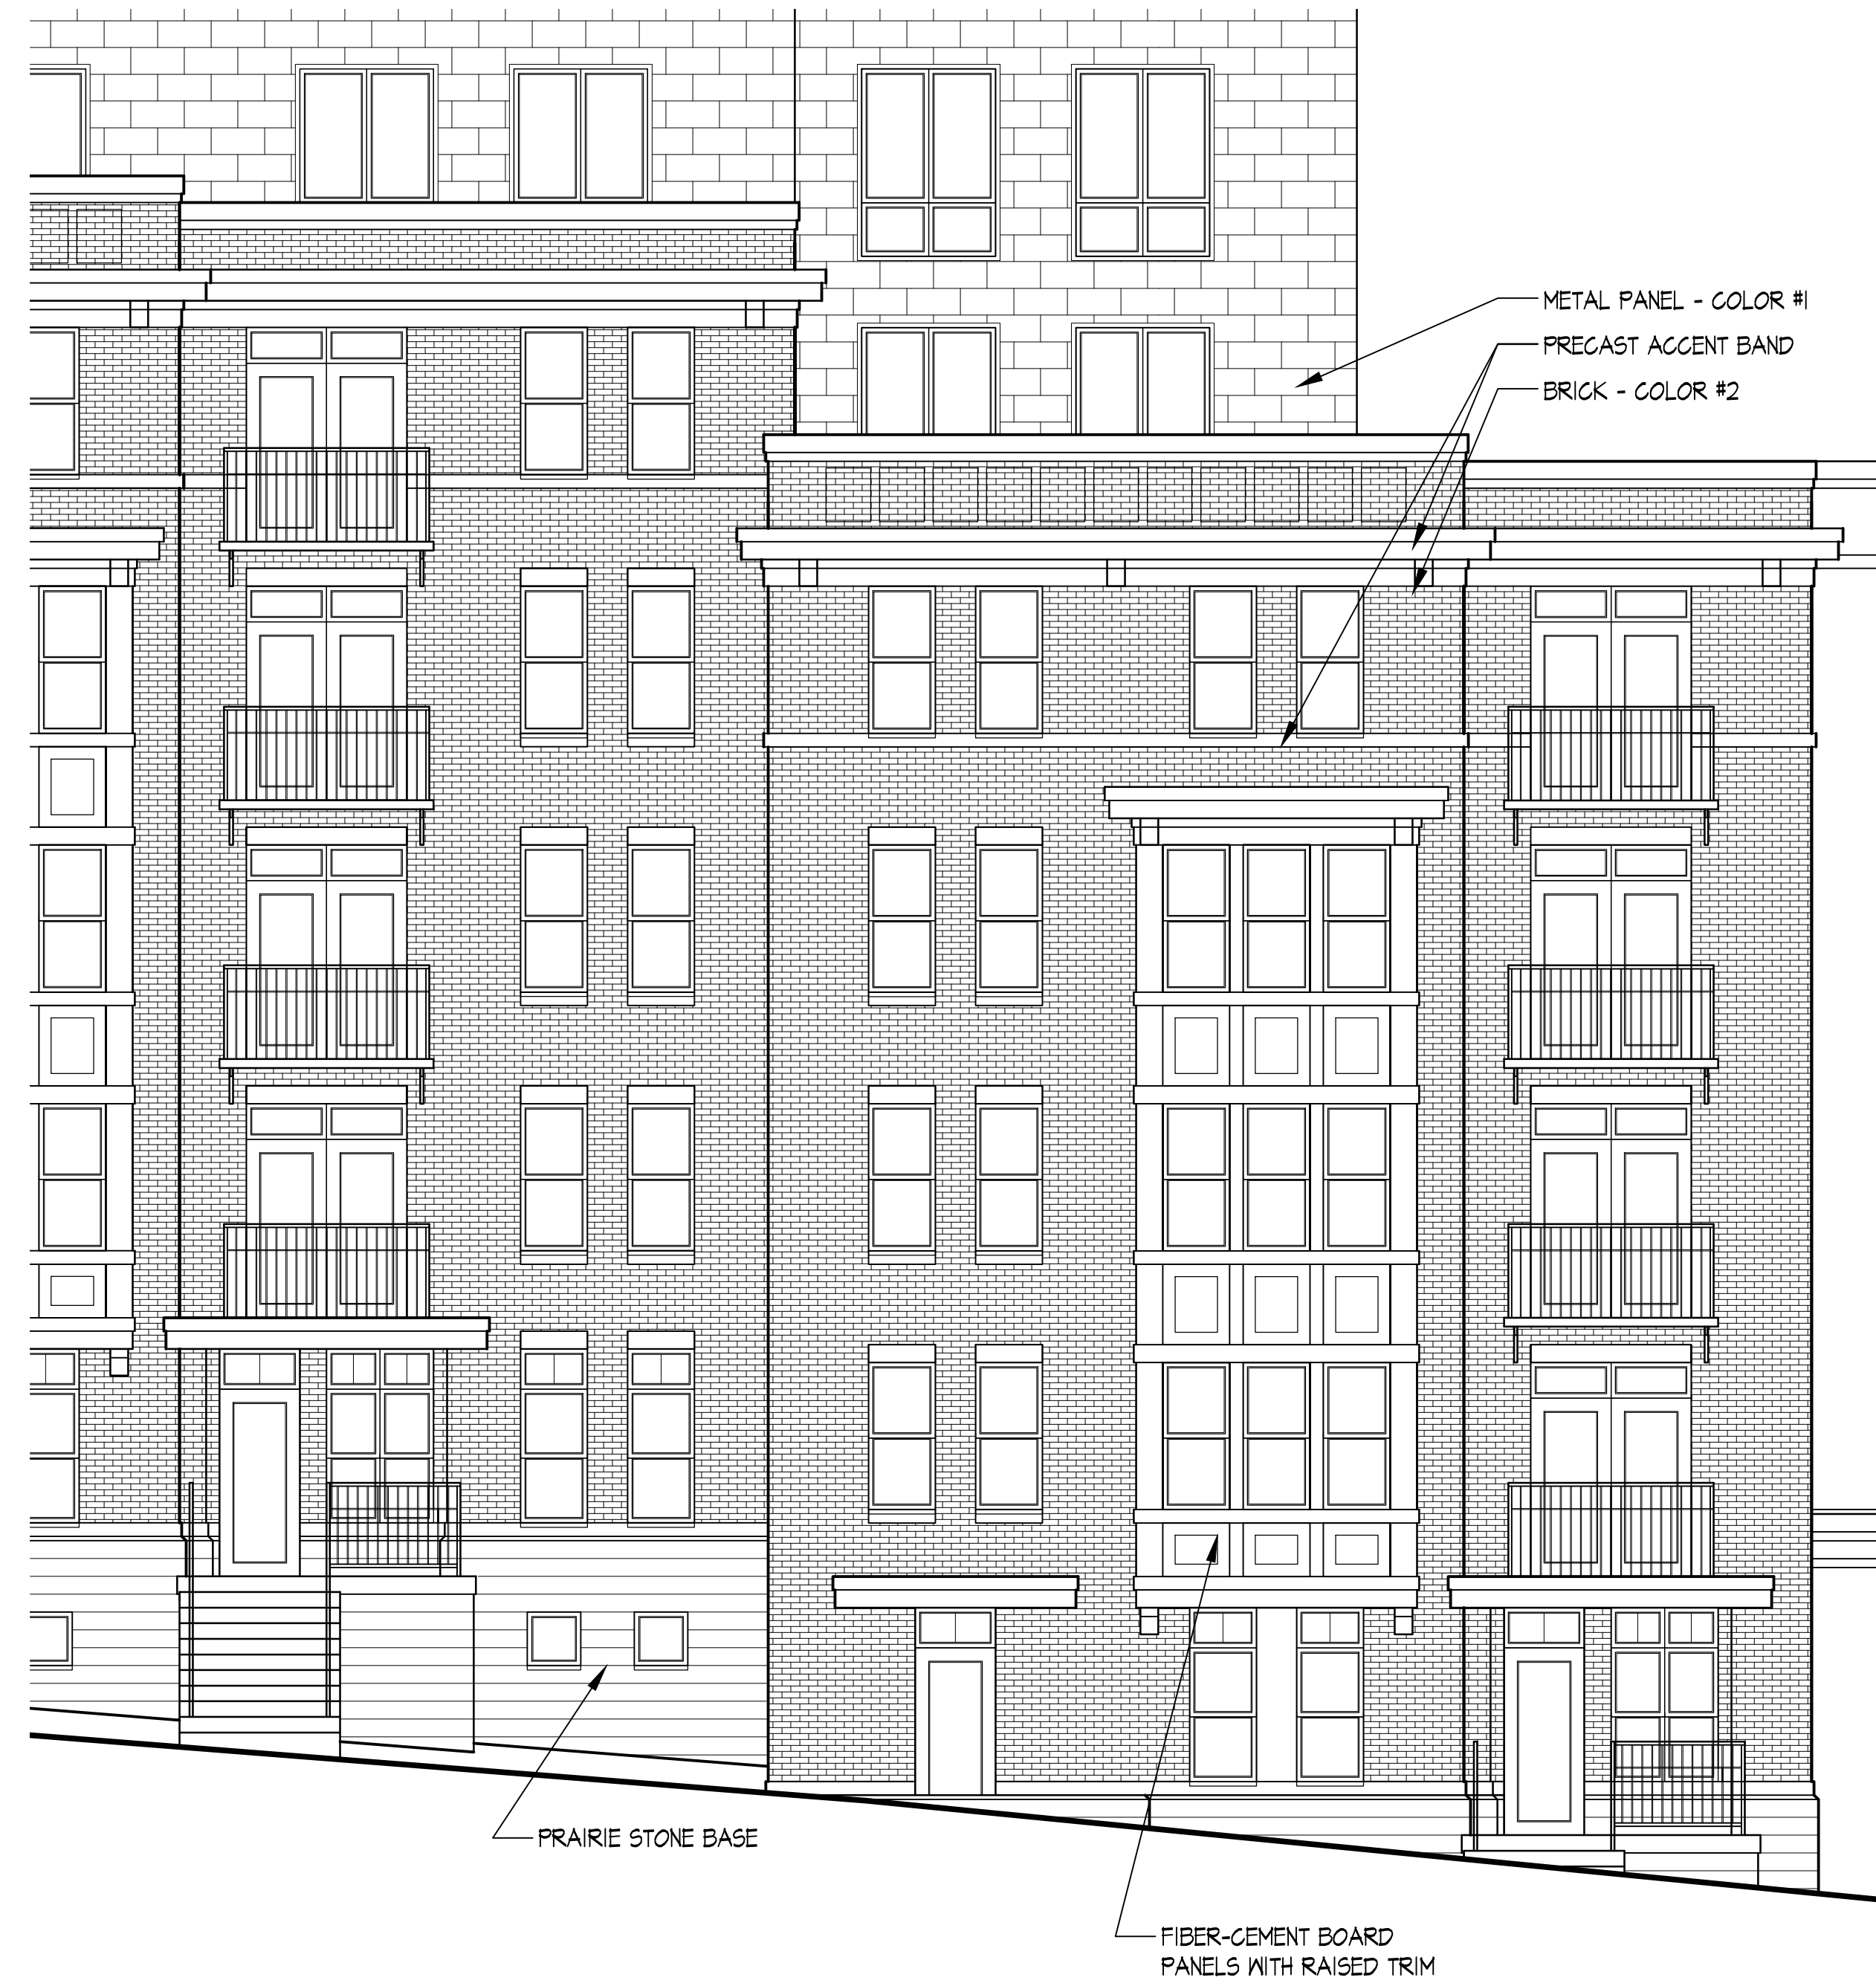 METAL PANEL - COLOR #1
PRECAST ACCENT BAND
BRICK - COLOR #2
PRAIRIE STONE BASE
FIBER-CEMENT BOARD
PANELS WITH RAISED TRIM